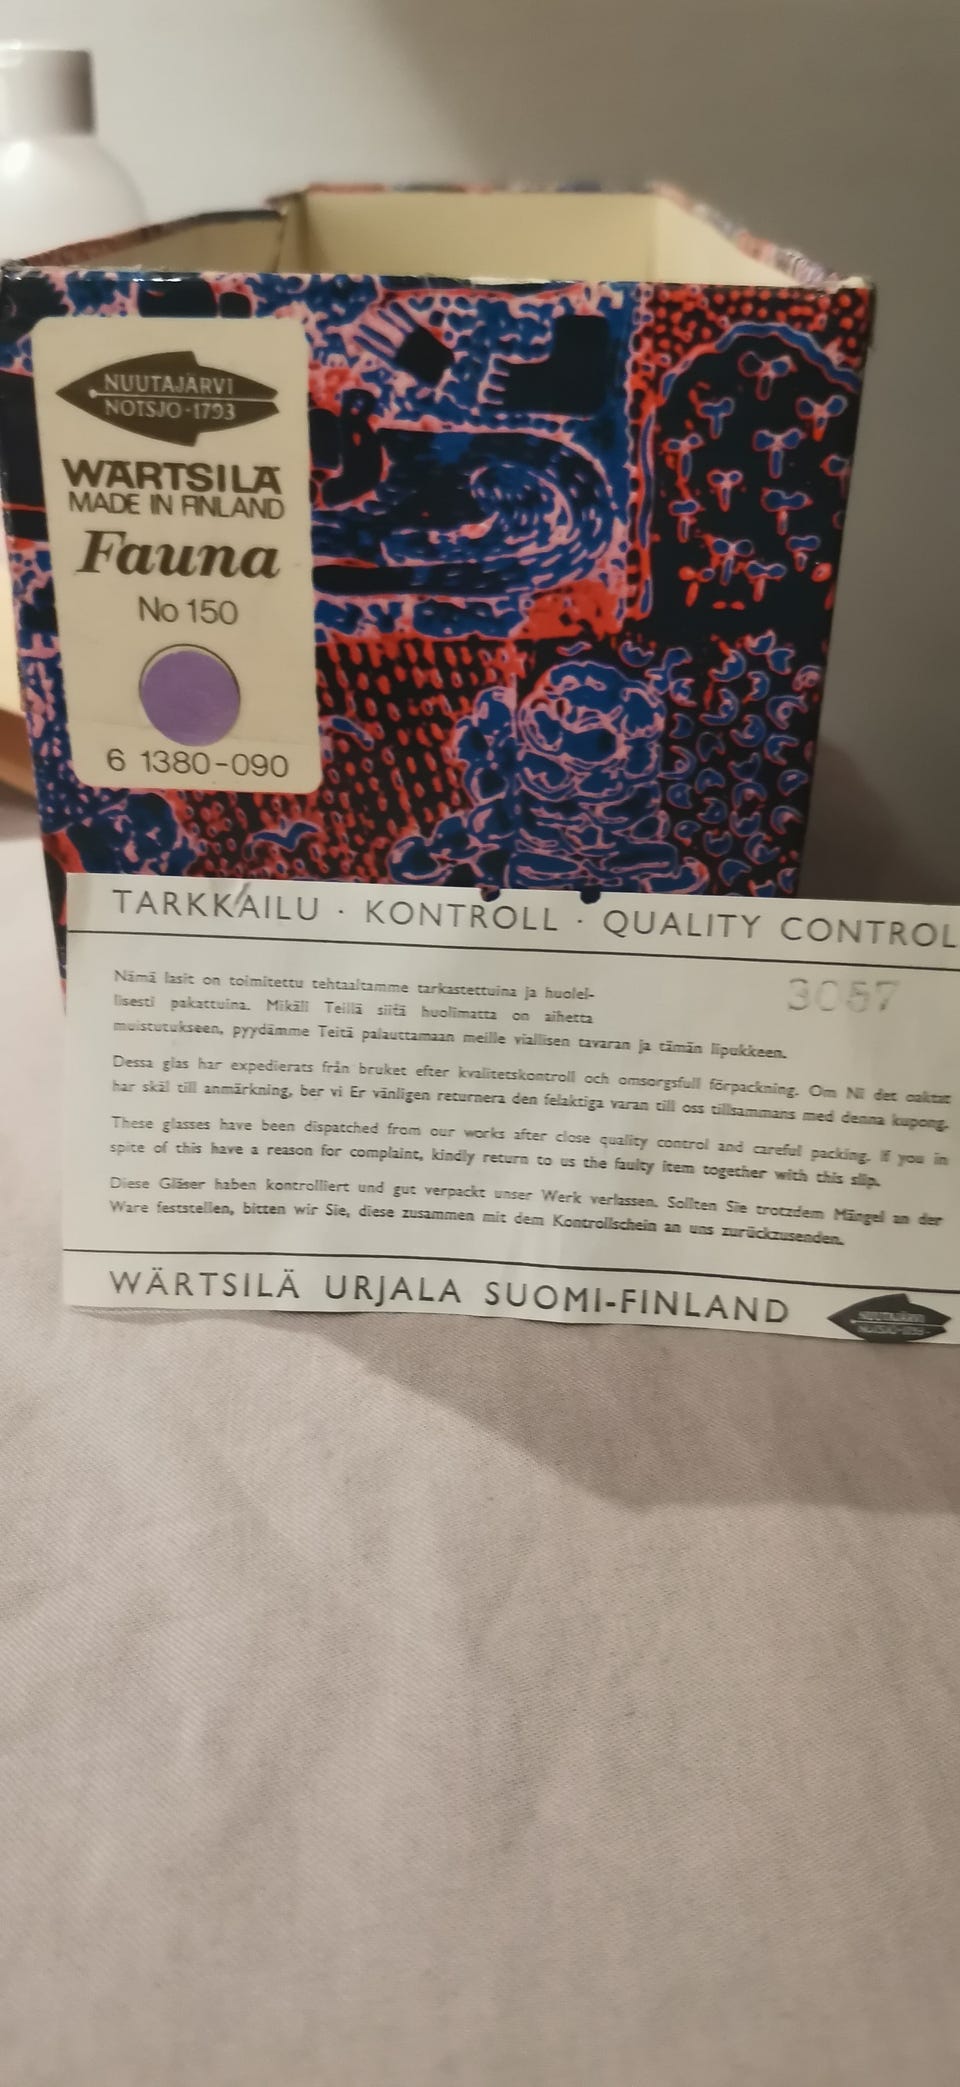 NUUTAJÄRVI
NOTSJÖ·1793
WÄRTSILÄ
MADE IN FINLAND
Fauna
No 150
6 1380-090
TARKKAILU · KONTROLL · QUALITY CONTROL
3057
Nämä lasit on toimitettu tehtaaltamme tarkastettuina ja huolel-
lisesti pakattuina. Mikäli Teillä siitä huolimatta on aihetta
muistutukseen, pyydämme Teitä palauttamaan meille viallisen tavaran ja tämän lipukkeen.
Dessa glas har expedierats från bruket efter kvalitetskontroll och omsorgsfull förpackning. Om Ni det oaktat
har skäl till anmärkning, ber vi Er vänligen returnera den felaktiga varan till oss tillsammans med denna kupong.
These glasses have been dispatched from our works after close quality control and careful packing. If you in
spite of this have a reason for complaint, kindly return to us the faulty item together with this slip.
Diese Gläser haben kontrolliert und gut verpackt unser Werk verlassen. Sollten Sie trotzdem Mängel an der
Ware feststellen, bitten wir Sie, diese zusammen mit dem Kontrollschein an uns zurückzusenden.
WÄRTSILÄ URJALA SUOMI-FINLAND
NUUTAJÄRVI
NOTSJÖ·1793